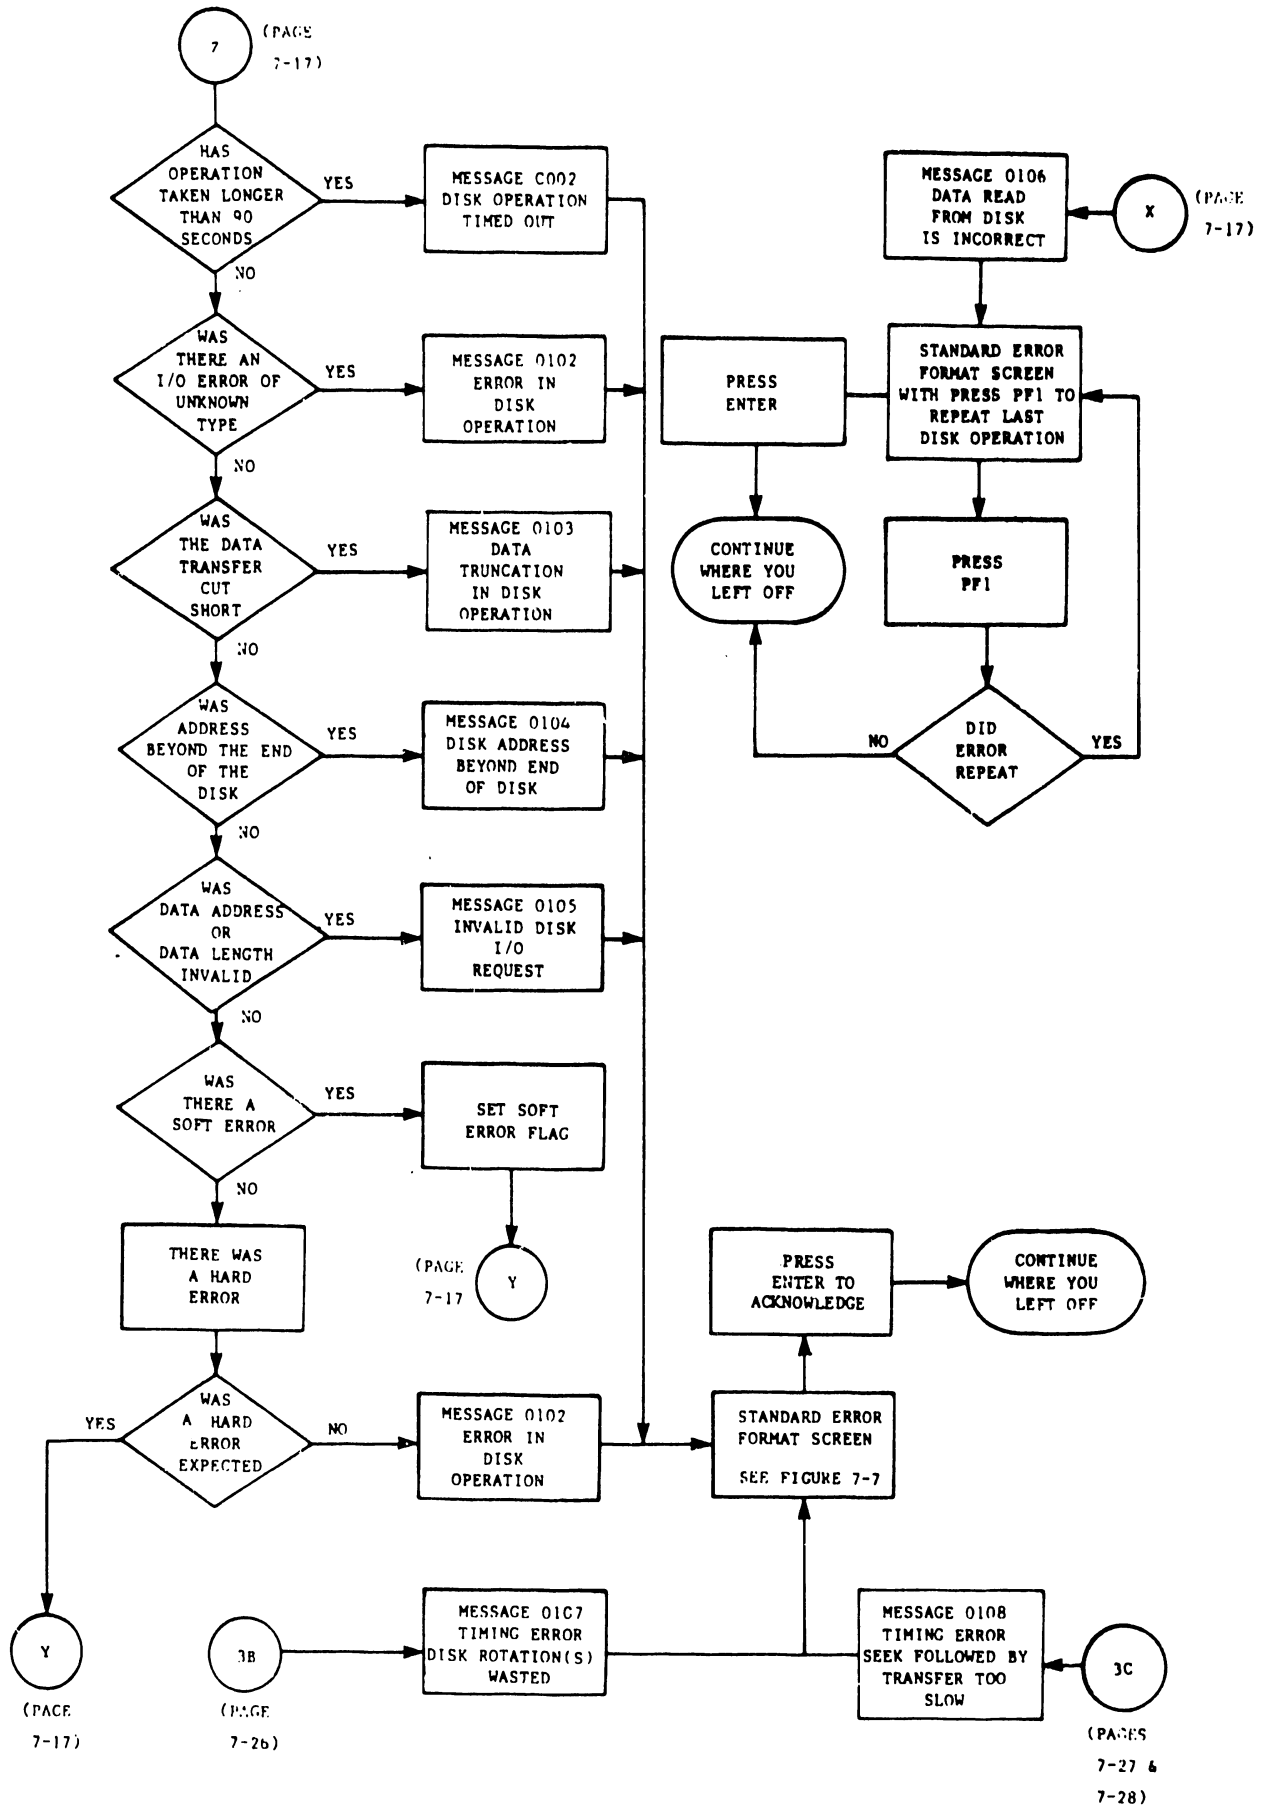 7
(PAGE
7-17)
HAS
OPERATION
TAKEN LONGER
THAN 90
SECONDS
YES
NO
MESSAGE C002
DISK OPERATION
TIMED OUT
WAS
THERE AN
I/O ERROR OF
UNKNOWN
TYPE
YES
NO
MESSAGE 0102
ERROR IN
DISK
OPERATION
WAS
THE DATA
TRANSFER
CUT
SHORT
YES
NO
MESSAGE 0103
DATA
TRUNCATION
IN DISK
OPERATION
WAS
ADDRESS
BEYOND THE END
OF THE
DISK
YES
NO
MESSAGE 0104
DISK ADDRESS
BEYOND END
OF DISK
WAS
DATA ADDRESS
OR
DATA LENGTH
INVALID
YES
NO
MESSAGE 0105
INVALID DISK
I/O
REQUEST
WAS
THERE A
SOFT ERROR
YES
NO
SET SOFT
ERROR FLAG
(PAGE
7-17
Y
THERE WAS
A HARD
ERROR
WAS
A HARD
ERROR
EXPECTED
YES
NO
MESSAGE 0102
ERROR IN
DISK
OPERATION
Y
(PAGE
7-17)
3B
(PAGE
7-26)
MESSAGE 01C7
TIMING ERROR
DISK ROTATION(S)
WASTED
MESSAGE 0106
DATA READ
FROM DISK
IS INCORRECT
X
(PAGE
7-17)
STANDARD ERROR
FORMAT SCREEN
WITH PRESS PF1 TO
REPEAT LAST
DISK OPERATION
PRESS
ENTER
CONTINUE
WHERE YOU
LEFT OFF
PRESS
PF1
DID
ERROR
REPEAT
NO
YES
PRESS
ENTER TO
ACKNOWLEDGE
CONTINUE
WHERE YOU
LEFT OFF
STANDARD ERROR
FORMAT SCREEN
SEE FIGURE 7-7
MESSAGE 0108
TIMING ERROR
SEEK FOLLOWED BY
TRANSFER TOO
SLOW
3C
(PAGES
7-27 &
7-28)